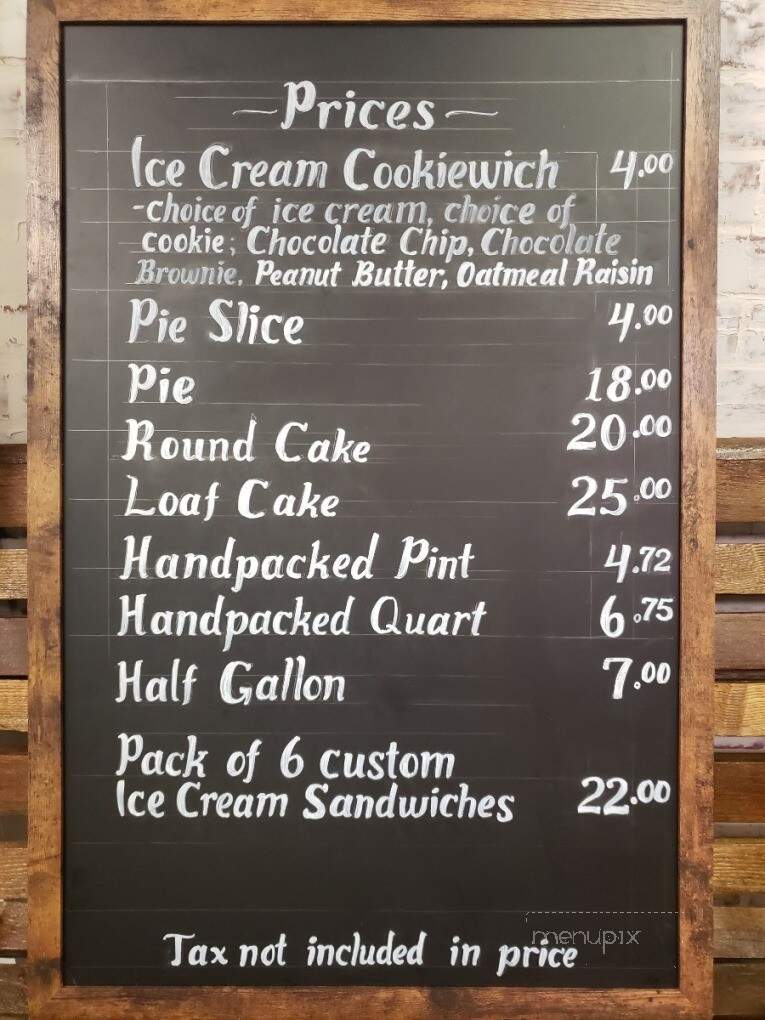 ~Prices~
Ice Cream Cookiewich 4.00
-choice of ice cream, choice of
cookie; Chocolate Chip, Chocolate
Brownie, Peanut Butter, Oatmeal Raisin
Pie Slice 4.00
Pie 18.00
Round Cake 20.00
Loaf Cake 25.00
Handpacked Pint 4.72
Handpacked Quart 6.75
Half Gallon 7.00
Pack of 6 custom
Ice Cream Sandwiches 22.00
menupix
Tax not included in price